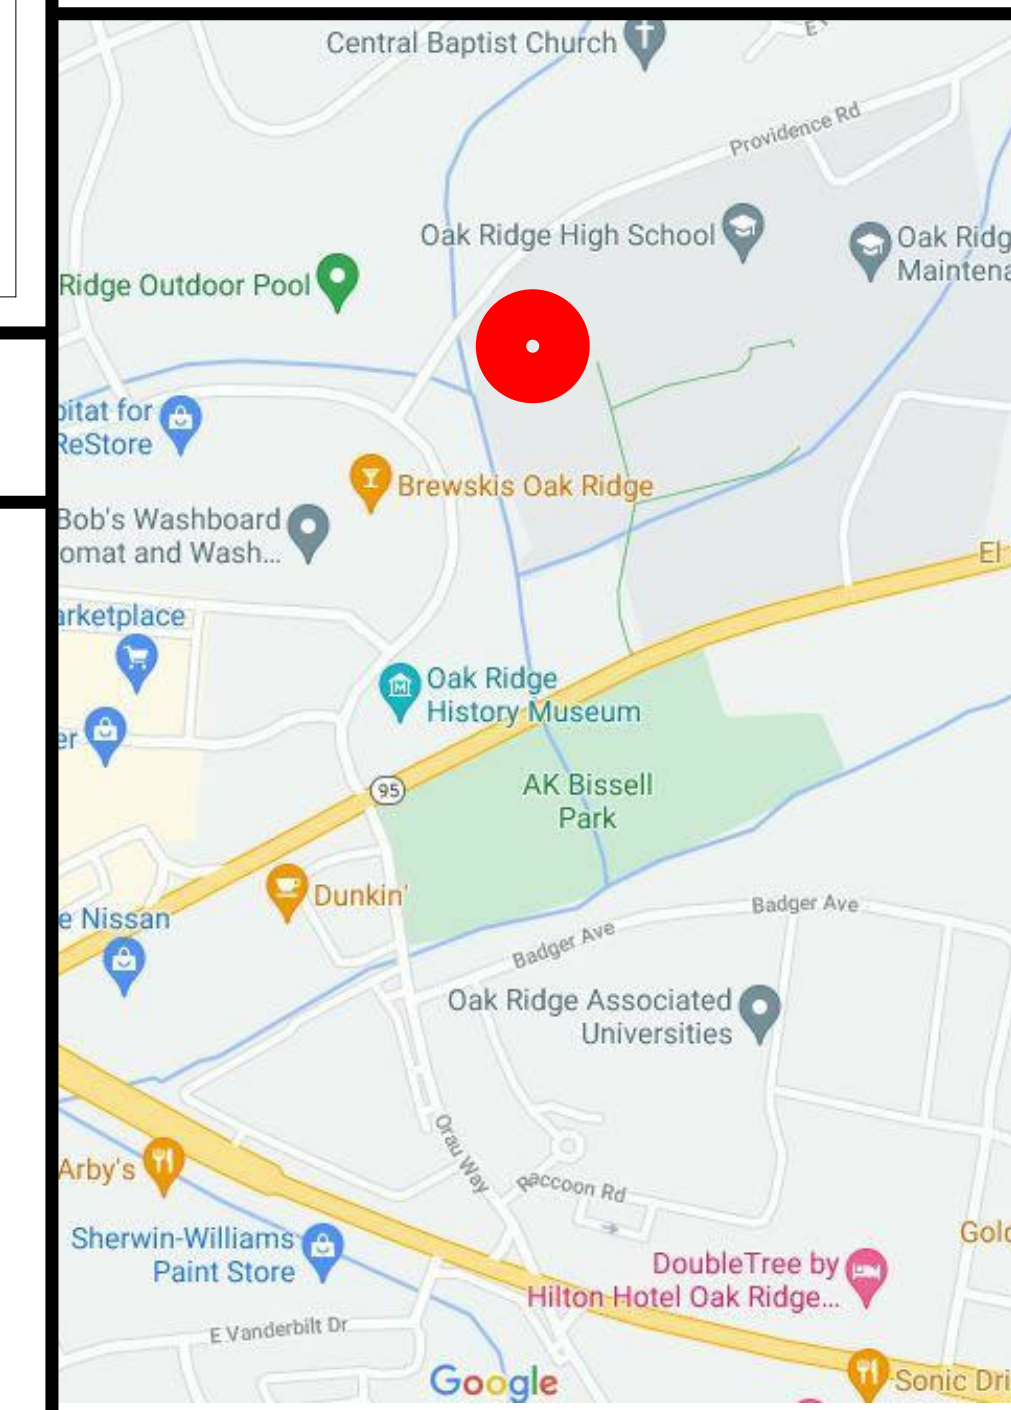 Central Baptist Church
Providence Rd
Oak Ridge High School
Oak Ridg
Maintena
Ridge Outdoor Pool
bitat for
ReStore
Brewskis Oak Ridge
Bob's Washboard
omat and Wash...
El
arketplace
Oak Ridge
History Museum
er
AK Bissell
Park
95
Dunkin'
e Nissan
Badger Ave
Badger Ave
Oak Ridge Associated
Universities
Orau Way
Arby's
Raccoon Rd
Sherwin-Williams
Paint Store
Gold
DoubleTree by
Hilton Hotel Oak Ridge...
E Vanderbilt Dr
Google
Sonic Dri